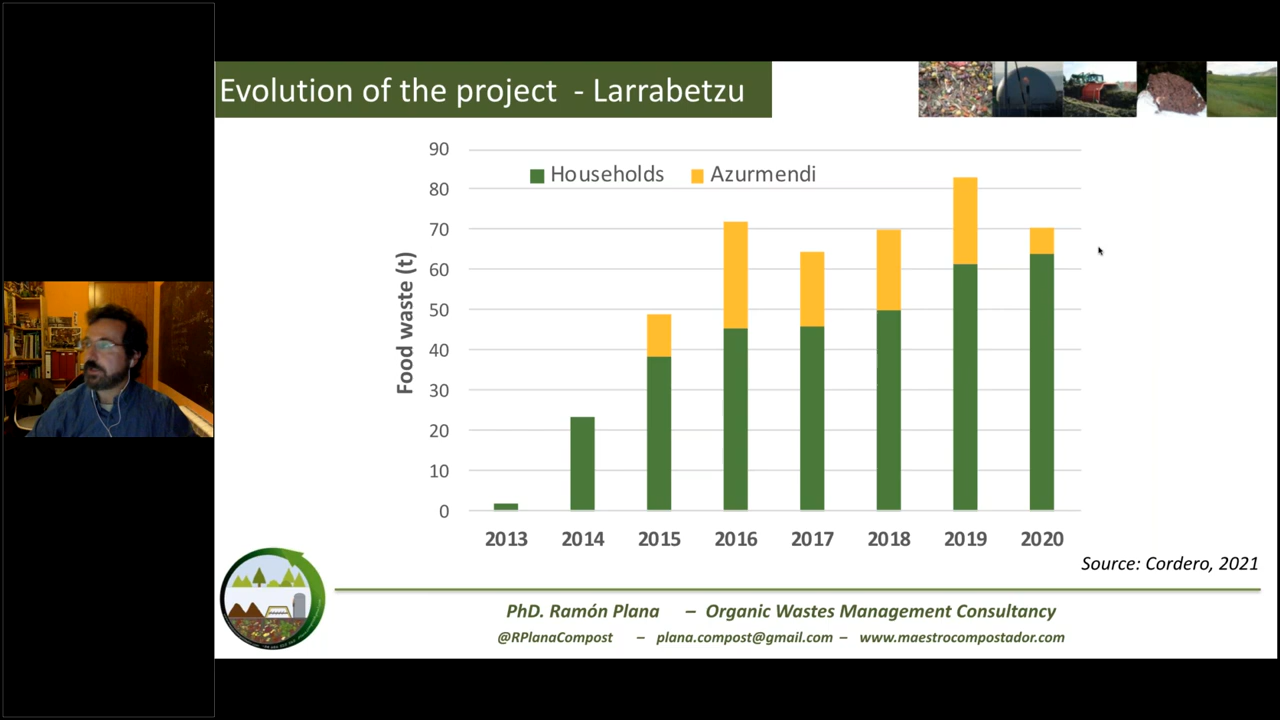 Evolution of the project - Larrabetzu
Households
Azurmendi
Food waste (t)
90
80
70
60
50
40
30
20
10
0
2013 2014 2015 2016 2017 2018 2019 2020
Source: Cordero, 2021
PhD. Ramón Plana – Organic Wastes Management Consultancy
@RPlanaCompost – plana.compost@gmail.com – www.maestrocompostador.com